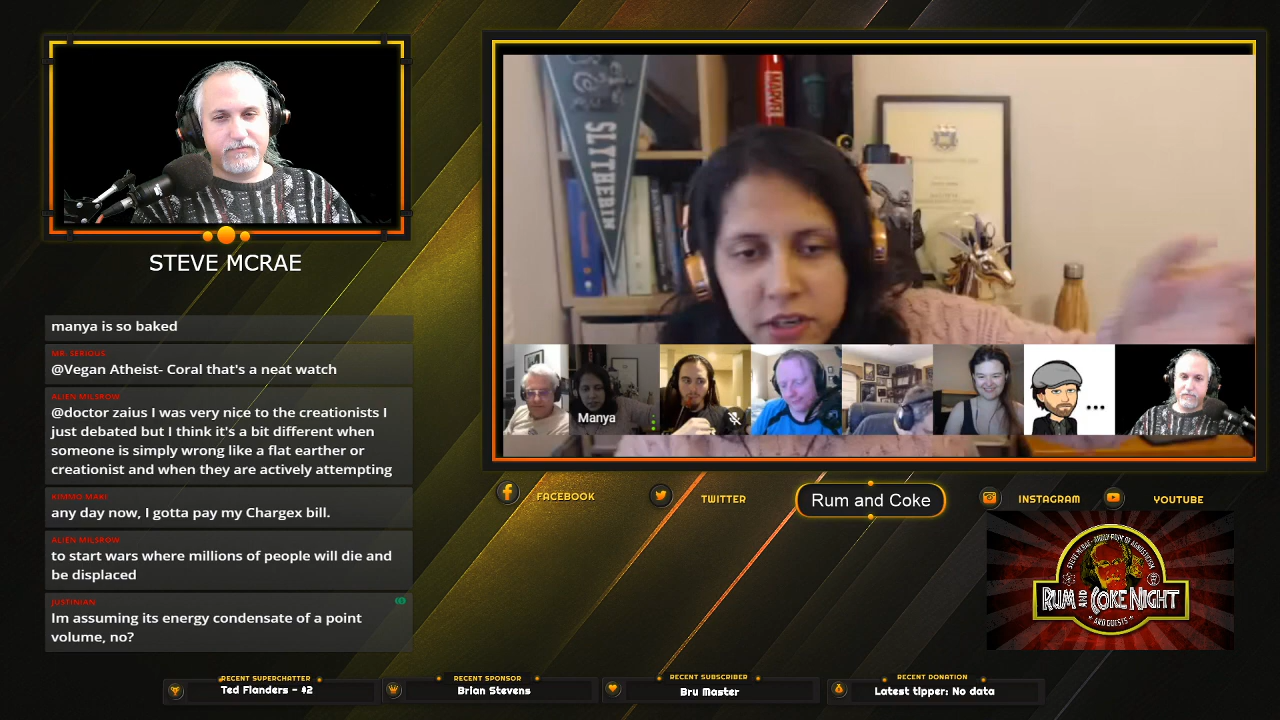 STEVE MCRAE
manya is so baked
MR. SERIOUS
@Vegan Atheist- Coral that's a neat watch
ALIEN MILSROW
@doctor zaius I was very nice to the creationists I
just debated but I think it's a bit different when
someone is simply wrong like a flat earther or
creationist and when they are actively attempting
KIMMO MAKI
any day now, I gotta pay my Chargex bill.
ALIEN MILSROW
to start wars where millions of people will die and
be displaced
JUSTINIAN
Im assuming its energy condensate of a point
volume, no?
SLYTHERIN
MARVEL
Manya
FACEBOOK
TWITTER
Rum and Coke
INSTAGRAM
YOUTUBE
RUM AND COKE NIGHT
AND GUESTS
RECENT SUPERCHATTER
Ted Flanders - $2
RECENT SPONSOR
Brian Stevens
RECENT SUBSCRIBER
Bru Master
RECENT DONATION
Latest tipper: No data